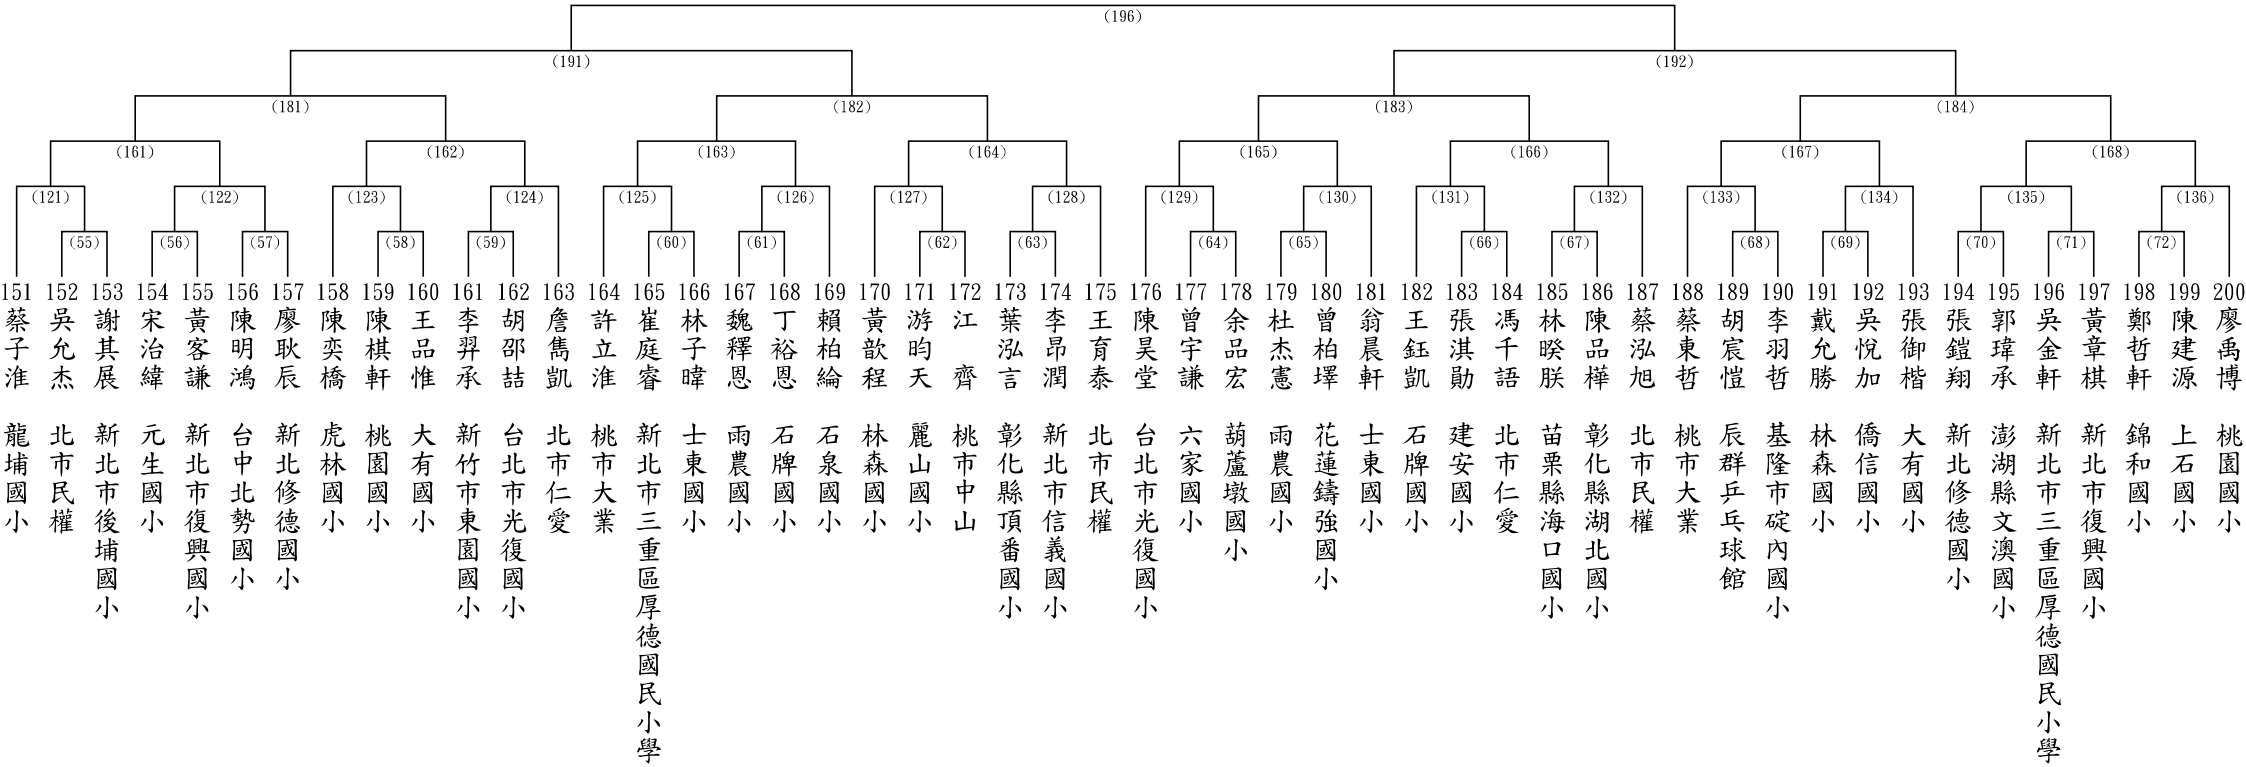 (196)
(191) (192)
(181) (182) (183) (184)
(161) (162) (163) (164) (165) (166) (167) (168)
(121) (122) (123) (124) (125) (126) (127) (128) (129) (130) (131) (132) (133) (134) (135) (136)
(55) (56) (57) (58) (59) (60) (61) (62) (63) (64) (65) (66) (67) (68) (69) (70) (71) (72)
151 蔡子淮 龍埔國小
152 吳允杰 北市民權
153 謝其展 新北市後埔國小
154 宋治緯 元生國小
155 黃客謙 新北市復興國小
156 陳明鴻 台中北勢國小
157 廖耿辰 新北修德國小
158 陳奕橋 虎林國小
159 陳棋軒 桃園國小
160 王品惟 大有國小
161 李羿承 新竹市東園國小
162 胡邵喆 台北市光復國小
163 詹雋凱 北市仁愛
164 許立淮 桃市大業
165 崔庭睿 新北市三重區厚德國民小學
166 林子暐 士東國小
167 魏釋恩 雨農國小
168 丁裕恩 石牌國小
169 賴柏綸 石泉國小
170 黃歆程 林森國小
171 游昀天 麗山國小
172 江 齊 桃市中山
173 葉泓言 彰化縣頂番國小
174 李昂潤 新北市信義國小
175 王育泰 北市民權
176 陳昊堂 台北市光復國小
177 曾宇謙 六家國小
178 余品宏 葫蘆墩國小
179 杜杰憲 雨農國小
180 曾柏墿 花蓮鑄強國小
181 翁晨軒 士東國小
182 王鈺凱 石牌國小
183 張淇勛 建安國小
184 馮千語 北市仁愛
185 林暌朕 苗栗縣海口國小
186 陳品樺 彰化縣湖北國小
187 蔡泓旭 北市民權
188 蔡東哲 桃市大業
189 胡宸愷 辰群乒乓球館
190 李羽哲 基隆市碇內國小
191 戴允勝 林森國小
192 吳悅加 僑信國小
193 張御楷 大有國小
194 張鎧翔 新北修德國小
195 郭瑋承 澎湖縣文澳國小
196 吳金軒 新北市三重區厚德國民小學
197 黃章棋 新北市復興國小
198 鄭哲軒 錦和國小
199 陳建源 上石國小
200 廖禹博 桃園國小